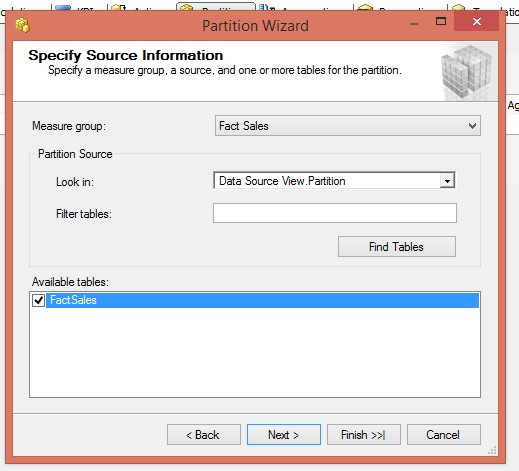 KPI
Partition Wizard
Specify Source Information
Specify a measure group, a source, and one or more tables for the partition.
Ag
Measure group:
Fact Sales
Partition Source
Look in:
Data Source View.Partition
Filter tables:
Find Tables
Available tables:
FactSales
< Back
Next >
Finish >>|
Cancel